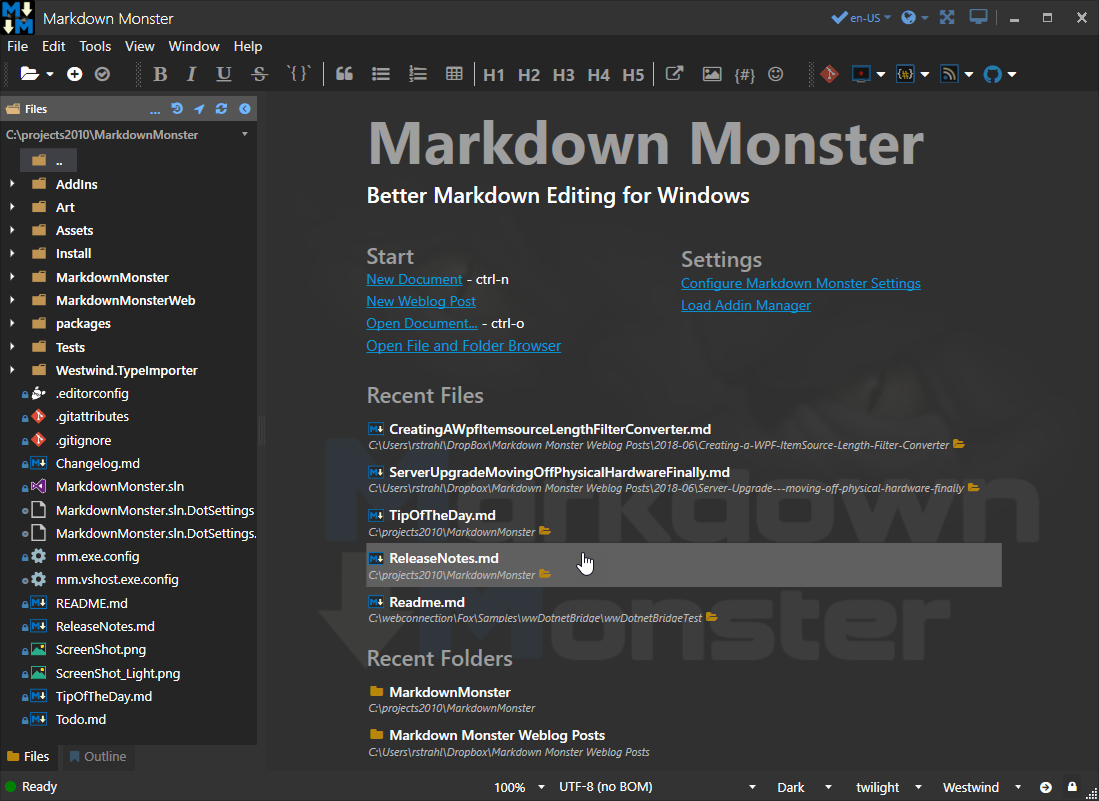 Markdown Monster
en-US
File Edit Tools View Window Help
B I U S `{}` H1 H2 H3 H4 H5 {#}
Files ...
C:\projects2010\MarkdownMonster
..
AddIns
Art
Assets
Install
MarkdownMonster
MarkdownMonsterWeb
packages
Tests
Westwind.TypeImporter
.editorconfig
.gitattributes
.gitignore
Changelog.md
MarkdownMonster.sln
MarkdownMonster.sln.DotSettings
MarkdownMonster.sln.DotSettings.
mm.exe.config
mm.vshost.exe.config
README.md
ReleaseNotes.md
ScreenShot.png
ScreenShot_Light.png
TipOfTheDay.md
Todo.md
Files Outline
Markdown Monster
Better Markdown Editing for Windows
Start
New Document - ctrl-n
New Weblog Post
Open Document... - ctrl-o
Open File and Folder Browser
Settings
Configure Markdown Monster Settings
Load Addin Manager
Recent Files
CreatingAWpfItemsourceLengthFilterConverter.md
C:\Users\rstrahl\DropBox\Markdown Monster Weblog Posts\2018-06\Creating-a-WPF-ItemSource-Length-Filter-Converter
ServerUpgradeMovingOffPhysicalHardwareFinally.md
C:\Users\rstrahl\Dropbox\Markdown Monster Weblog Posts\2018-06\Server-Upgrade---moving-off-physical-hardware-finally
TipOfTheDay.md
C:\projects2010\MarkdownMonster
ReleaseNotes.md
C:\projects2010\MarkdownMonster
Readme.md
C:\webconnection\Fox\Samples\wwDotnetBridge\wwDotnetBridgeTest
Recent Folders
MarkdownMonster
C:\projects2010\MarkdownMonster
Markdown Monster Weblog Posts
C:\Users\rstrahl\Dropbox\Markdown Monster Weblog Posts
Markdown
Monster
Ready 100% UTF-8 (no BOM) Dark twilight Westwind